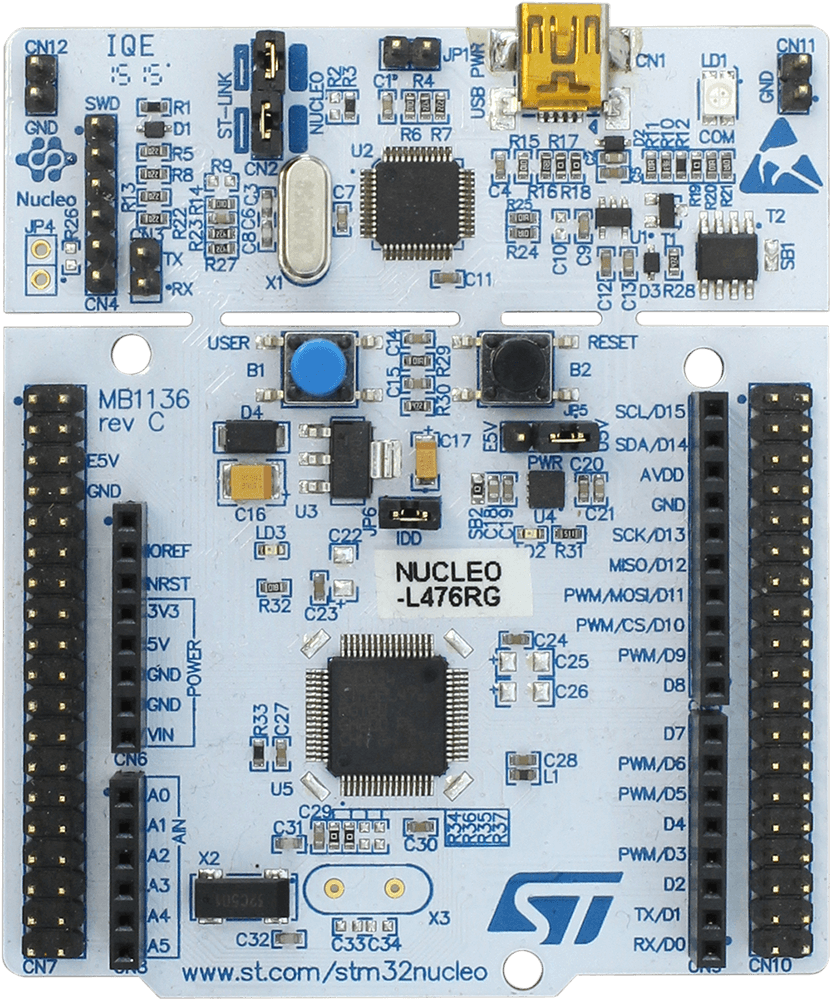 CN12
IQE
1515
ST-LINK
NUCLEO
R2
R3
C1
R4
JP1
USB PWR
CN1
LD1
COM
CN11
GND
GND
SWD
R1
D1
R5
R8
R13
R22
R6 R7
U2
CN2
R9
R14
R23
R27
C3
C6
C8
C7
X1
C11
Nucleo
JP4
R26
TX
RX
CN4
R15 R17
C4 R16 R18
D2
R11
R10
R12
R19
R20
R21
R25
R24
C10
C9
C12
C13
D3 R28
T2
SB1
USER
B1
C14
R29
C15
R30
RESET
B2
MB1136
rev C
D4
C16
U3
C17
E5V
JP5
PWR
C20
SB2
C18
C19
U4
C21
R31
JP6
IDD
E5V
GND
IOREF
NRST
3V3
5V
GND
GND
VIN
POWER
CN6
LD3
R32
C22
C23
NUCLEO
-L476RG
SCL/D15
SDA/D14
AVDD
GND
SCK/D13
MISO/D12
PWM/MOSI/D11
PWM/CS/D10
PWM/D9
D8
C24
C25
C26
R33
C27
U5
C28
L1
C29
C31
C30
R34
R36
R35
R37
D7
PWM/D6
PWM/D5
D4
PWM/D3
D2
TX/D1
RX/D0
A0
A1
A2
A3
A4
A5
AIN
X2
X3
C32
C33 C34
ST
CN7
www.st.com/stm32nucleo
CN10